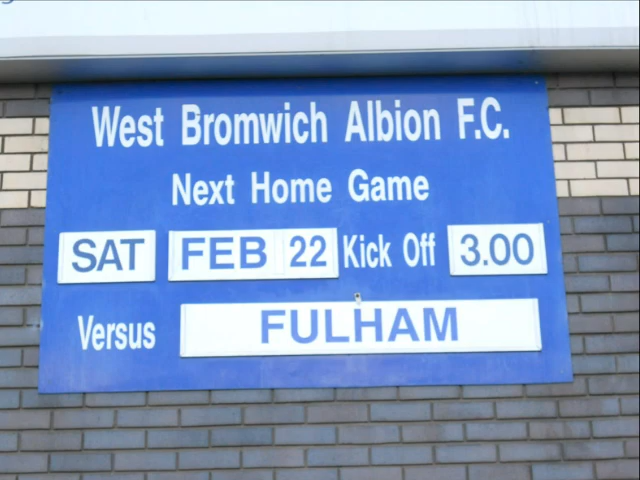 West Bromwich Albion F.C.
Next Home Game
SAT FEB 22 Kick Off 3.00
Versus FULHAM